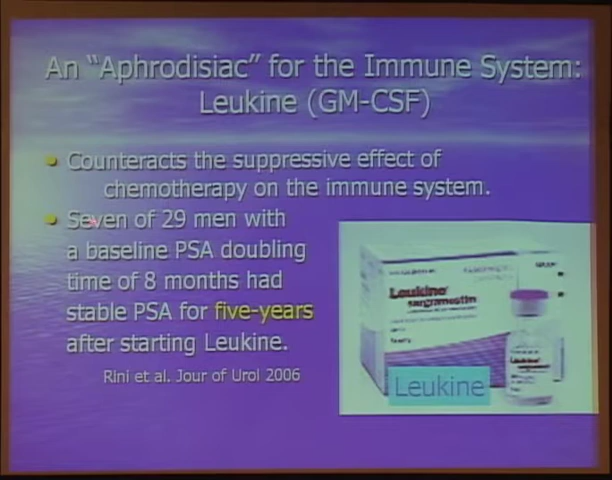 An “Aphrodisiac” for the Immune System:
Leukine (GM-CSF)
Counteracts the suppressive effect of
chemotherapy on the immune system.
Seven of 29 men with
a baseline PSA doubling
time of 8 months had
stable PSA for five-years
after starting Leukine.
Rini et al. Jour of Urol 2006
Leukine
sargramostim
Leukine
Leukine